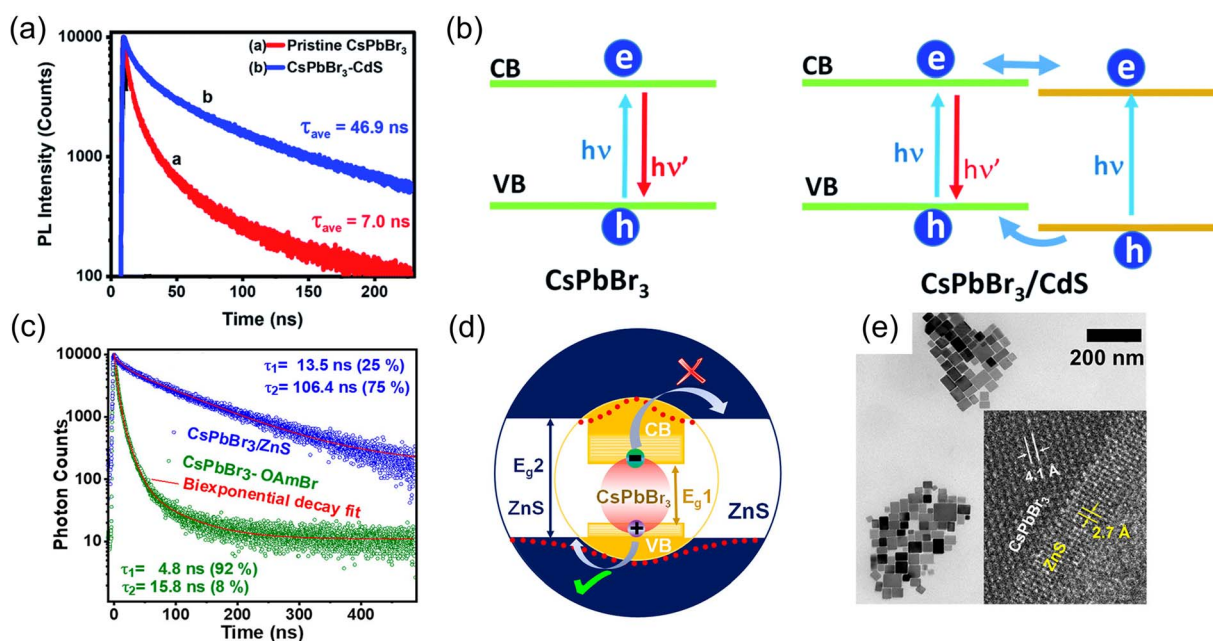 (a)
10000
1000
100
PL Intensity (Counts)
(a) Pristine CsPbBr₃
(b) CsPbBr₃-CdS
b
a
τave = 46.9 ns
τave = 7.0 ns
50
100
150
200
Time (ns)
(b)
CB
e
hν
hν’
VB
h
CsPbBr₃
CB
e
e
hν
hν’
hν
VB
h
h
CsPbBr₃/CdS
(c)
10000
1000
100
10
Photon Counts
τ₁= 13.5 ns (25 %)
τ₂= 106.4 ns (75 %)
CsPbBr₃/ZnS
CsPbBr₃- OAmBr
Biexponential decay fit
τ₁= 4.8 ns (92 %)
τ₂= 15.8 ns (8 %)
0
100
200
300
400
Time (ns)
(d)
CB
Eg2
ZnS
CsPbBr₃
Eg1
ZnS
VB
(e)
200 nm
4.1 Å
CsPbBr₃
ZnS
2.7 Å